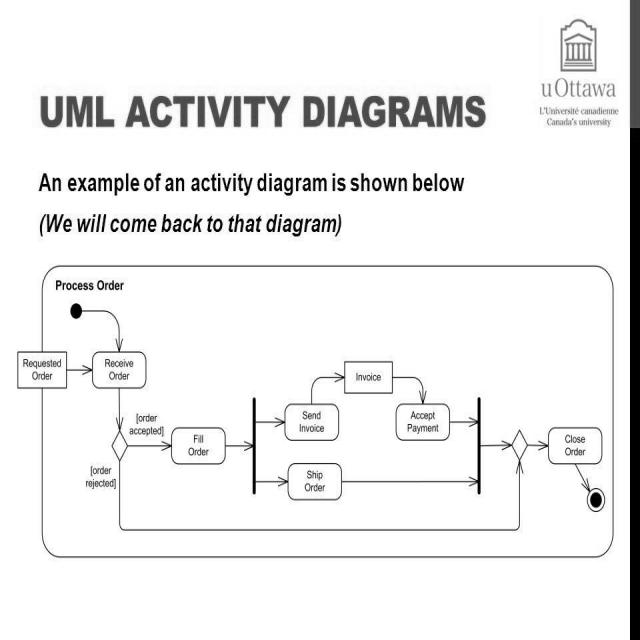 uOttawa
L'Université canadienne
Canada's university
UML ACTIVITY DIAGRAMS
An example of an activity diagram is shown below
(We will come back to that diagram)
Process Order
Requested
Order
Receive
Order
[order
accepted]
[order
rejected]
Fill
Order
Send
Invoice
Invoice
Accept
Payment
Ship
Order
Close
Order